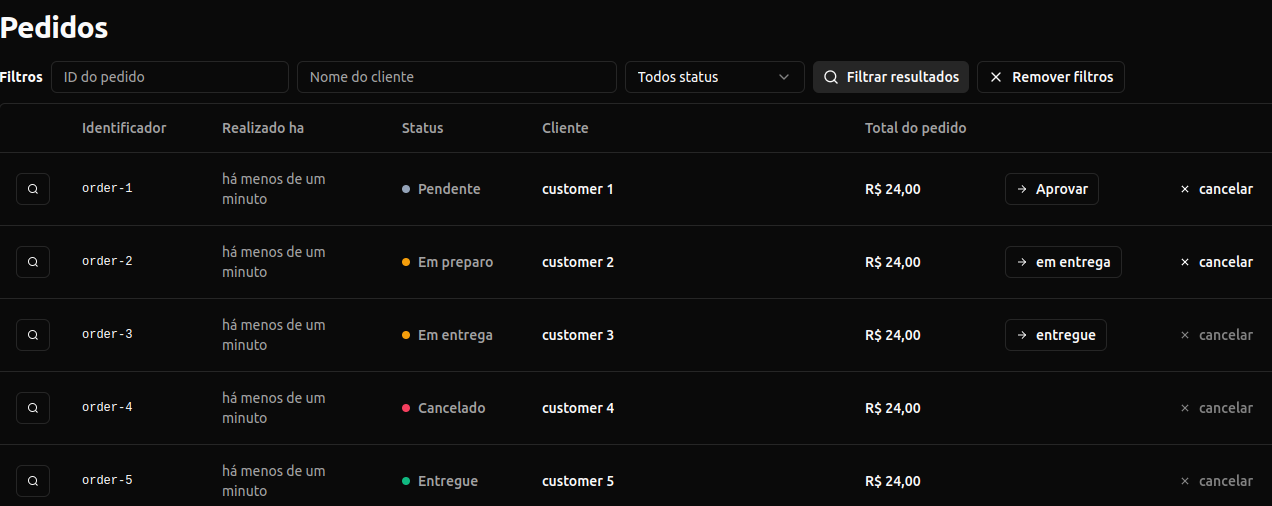 Pedidos
Filtros ID do pedido Nome do cliente Todos status Filtrar resultados Remover filtros
Identificador Realizado ha Status Cliente Total do pedido
order-1 há menos de um minuto Pendente customer 1 R$ 24,00 Aprovar cancelar
order-2 há menos de um minuto Em preparo customer 2 R$ 24,00 em entrega cancelar
order-3 há menos de um minuto Em entrega customer 3 R$ 24,00 entregue cancelar
order-4 há menos de um minuto Cancelado customer 4 R$ 24,00 cancelar
order-5 há menos de um minuto Entregue customer 5 R$ 24,00 cancelar